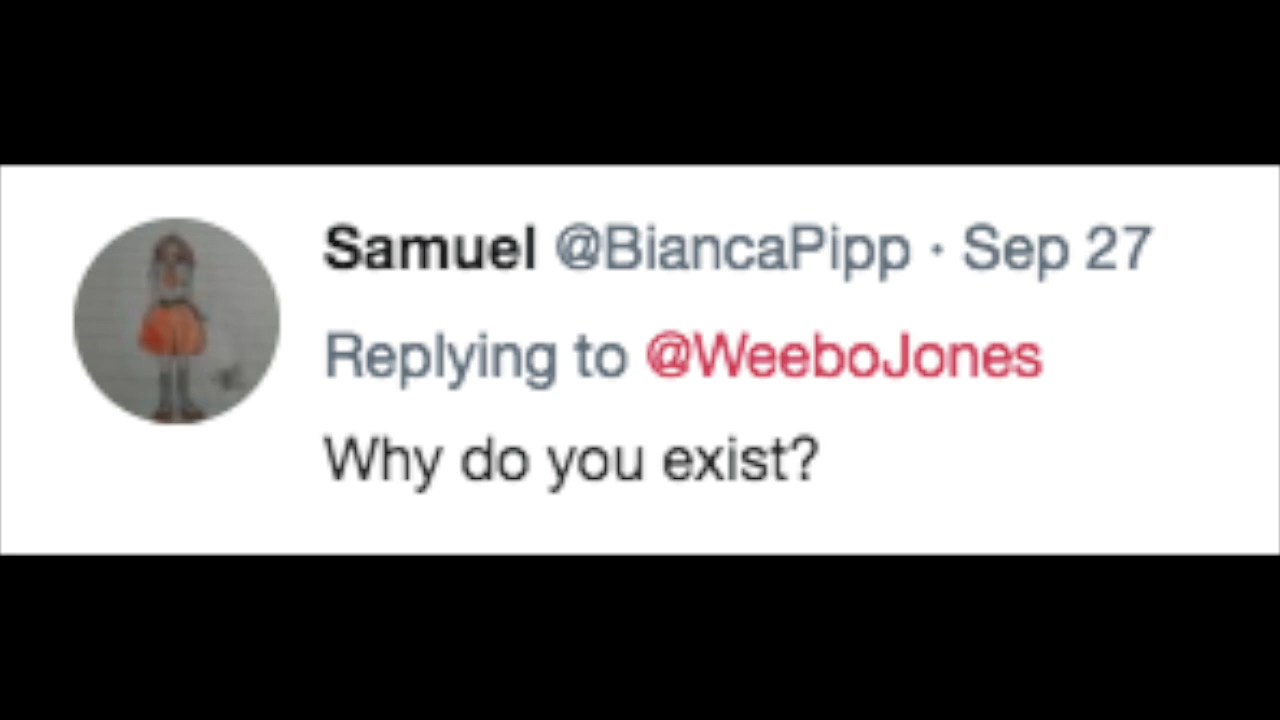 Samuel @BiancaPipp · Sep 27
Replying to @WeeboJones
Why do you exist?